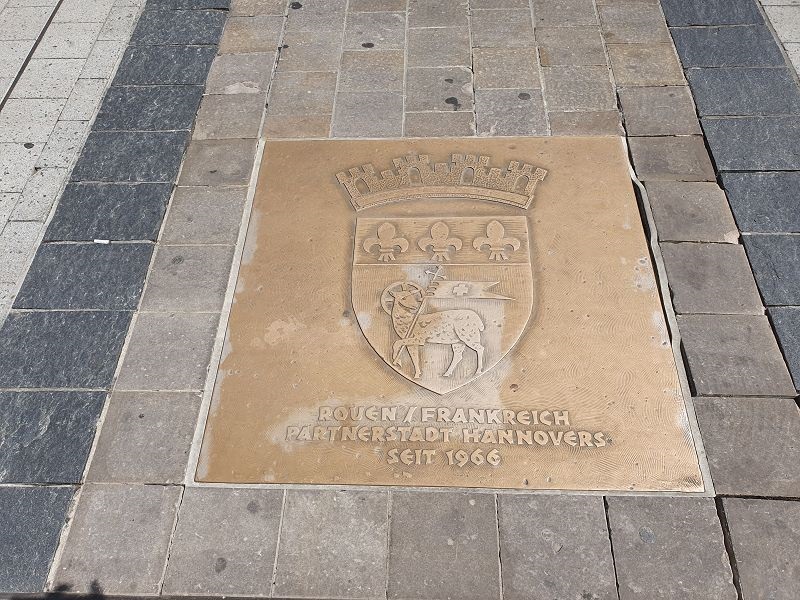 ROUEN/FRANKREICH
PARTNERSTADT HANNOVERS
SEIT 1966